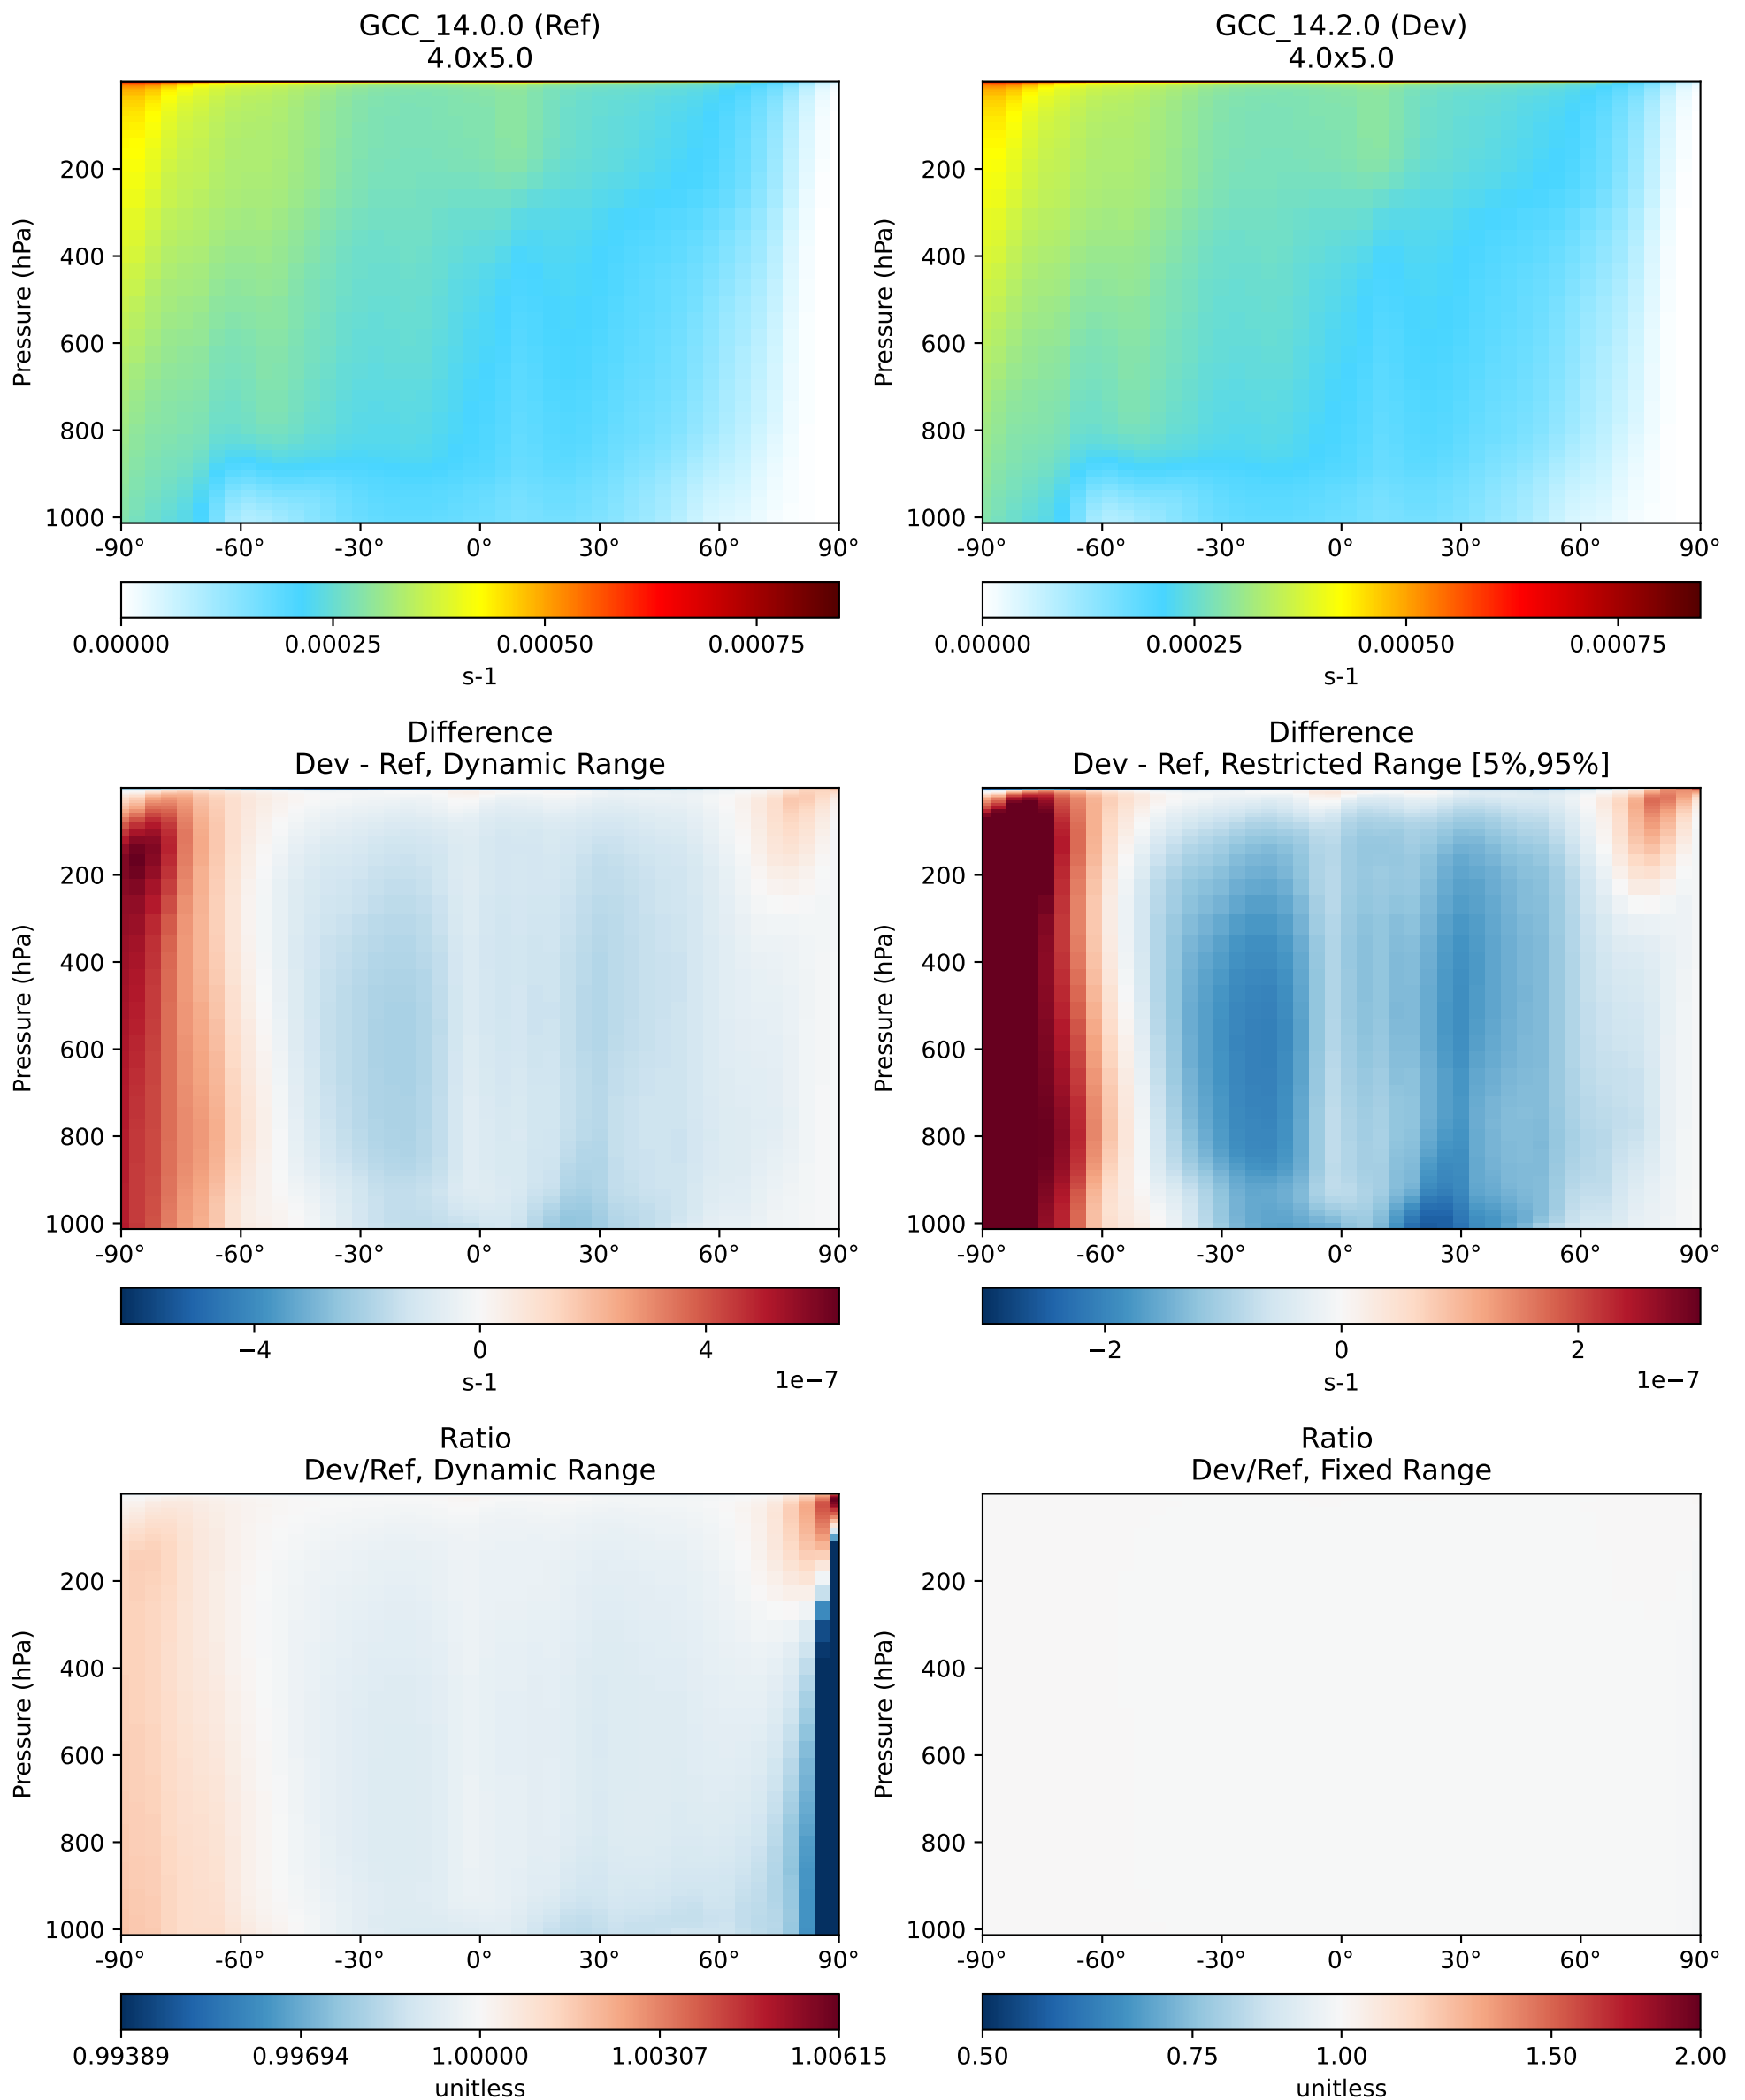 GCC_14.0.0 (Ref)
4.0x5.0
Pressure (hPa)
200
400
600
800
1000
-90° -60° -30° 0° 30° 60° 90°
0.00000 0.00025 0.00050 0.00075
s-1
GCC_14.2.0 (Dev)
4.0x5.0
Pressure (hPa)
200
400
600
800
1000
-90° -60° -30° 0° 30° 60° 90°
0.00000 0.00025 0.00050 0.00075
s-1
Difference
Dev - Ref, Dynamic Range
Pressure (hPa)
200
400
600
800
1000
-90° -60° -30° 0° 30° 60° 90°
−4 0 4
s-1 1e−7
Difference
Dev - Ref, Restricted Range [5%,95%]
Pressure (hPa)
200
400
600
800
1000
-90° -60° -30° 0° 30° 60° 90°
−2 0 2
s-1 1e−7
Ratio
Dev/Ref, Dynamic Range
Pressure (hPa)
200
400
600
800
1000
-90° -60° -30° 0° 30° 60° 90°
0.99389 0.99694 1.00000 1.00307 1.00615
unitless
Ratio
Dev/Ref, Fixed Range
Pressure (hPa)
200
400
600
800
1000
-90° -60° -30° 0° 30° 60° 90°
0.50 0.75 1.00 1.50 2.00
unitless